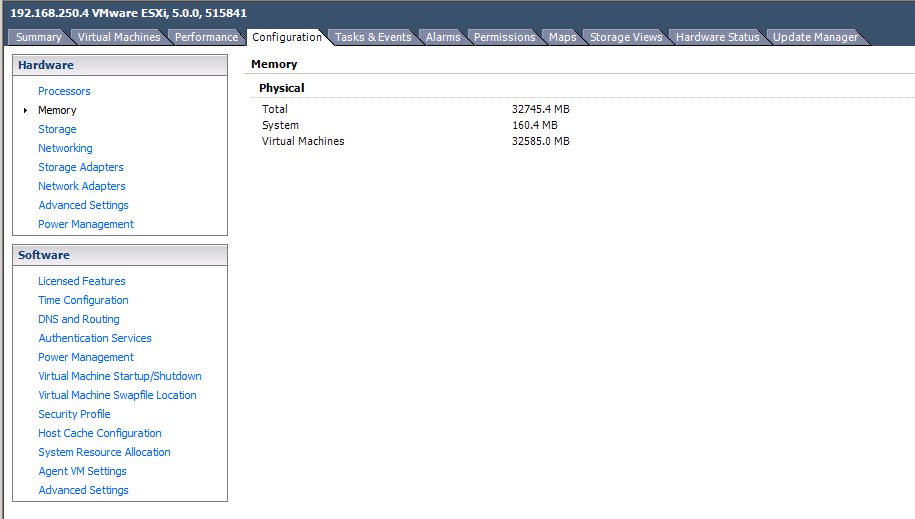 192.168.250.4 VMware ESXi, 5.0.0, 515841
Summary Virtual Machines Performance Configuration Tasks & Events Alarms Permissions Maps Storage Views Hardware Status Update Manager
Hardware
Processors
Memory
Storage
Networking
Storage Adapters
Network Adapters
Advanced Settings
Power Management
Software
Licensed Features
Time Configuration
DNS and Routing
Authentication Services
Power Management
Virtual Machine Startup/Shutdown
Virtual Machine Swapfile Location
Security Profile
Host Cache Configuration
System Resource Allocation
Agent VM Settings
Advanced Settings
Memory
Physical
Total 32745.4 MB
System 160.4 MB
Virtual Machines 32585.0 MB